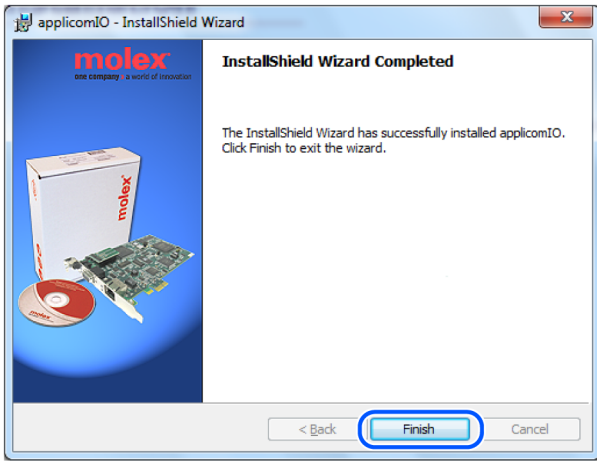 applicomIO - InstallShield Wizard
molex
one company › a world of innovation
InstallShield Wizard Completed
The InstallShield Wizard has successfully installed applicomIO.
Click Finish to exit the wizard.
molex
molex
< Back
Finish
Cancel